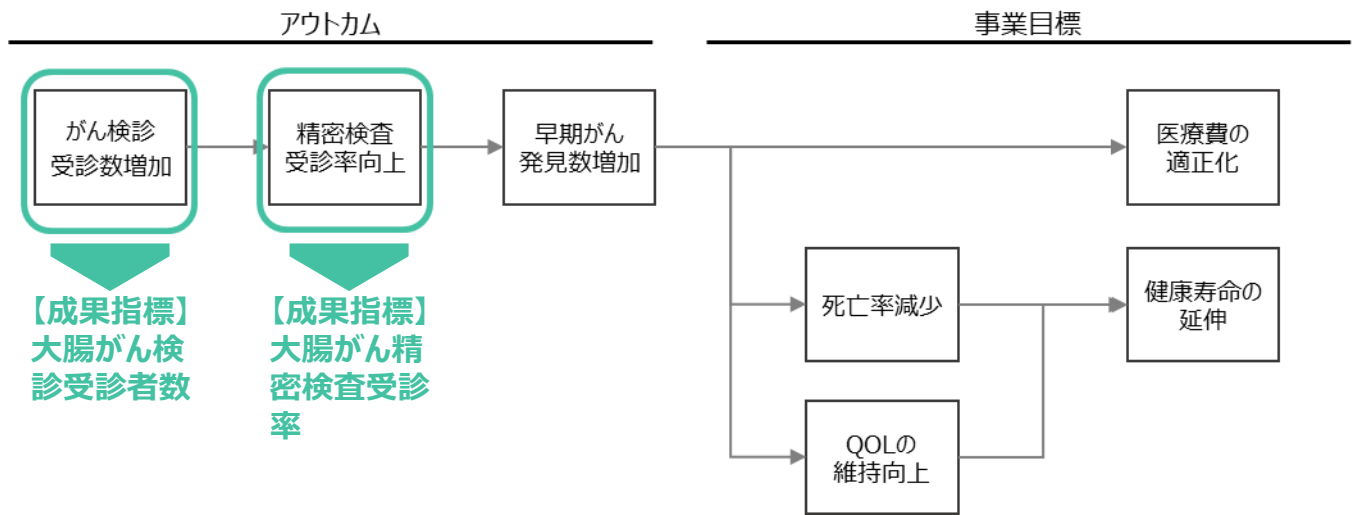 アウトカム
事業目標
がん検診
受診数増加
精密検査
受診率向上
早期がん
発見数増加
医療費の
適正化
【成果指標】
大腸がん検
診受診者数
【成果指標】
大腸がん精
密検査受診
率
死亡率減少
健康寿命の
延伸
QOLの
維持向上